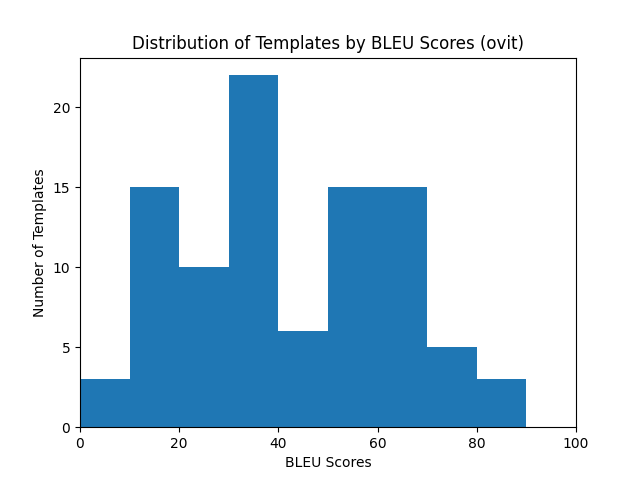 Distribution of Templates by BLEU Scores (ovit)
Number of Templates
20
15
10
5
0
0 20 40 60 80 100
BLEU Scores